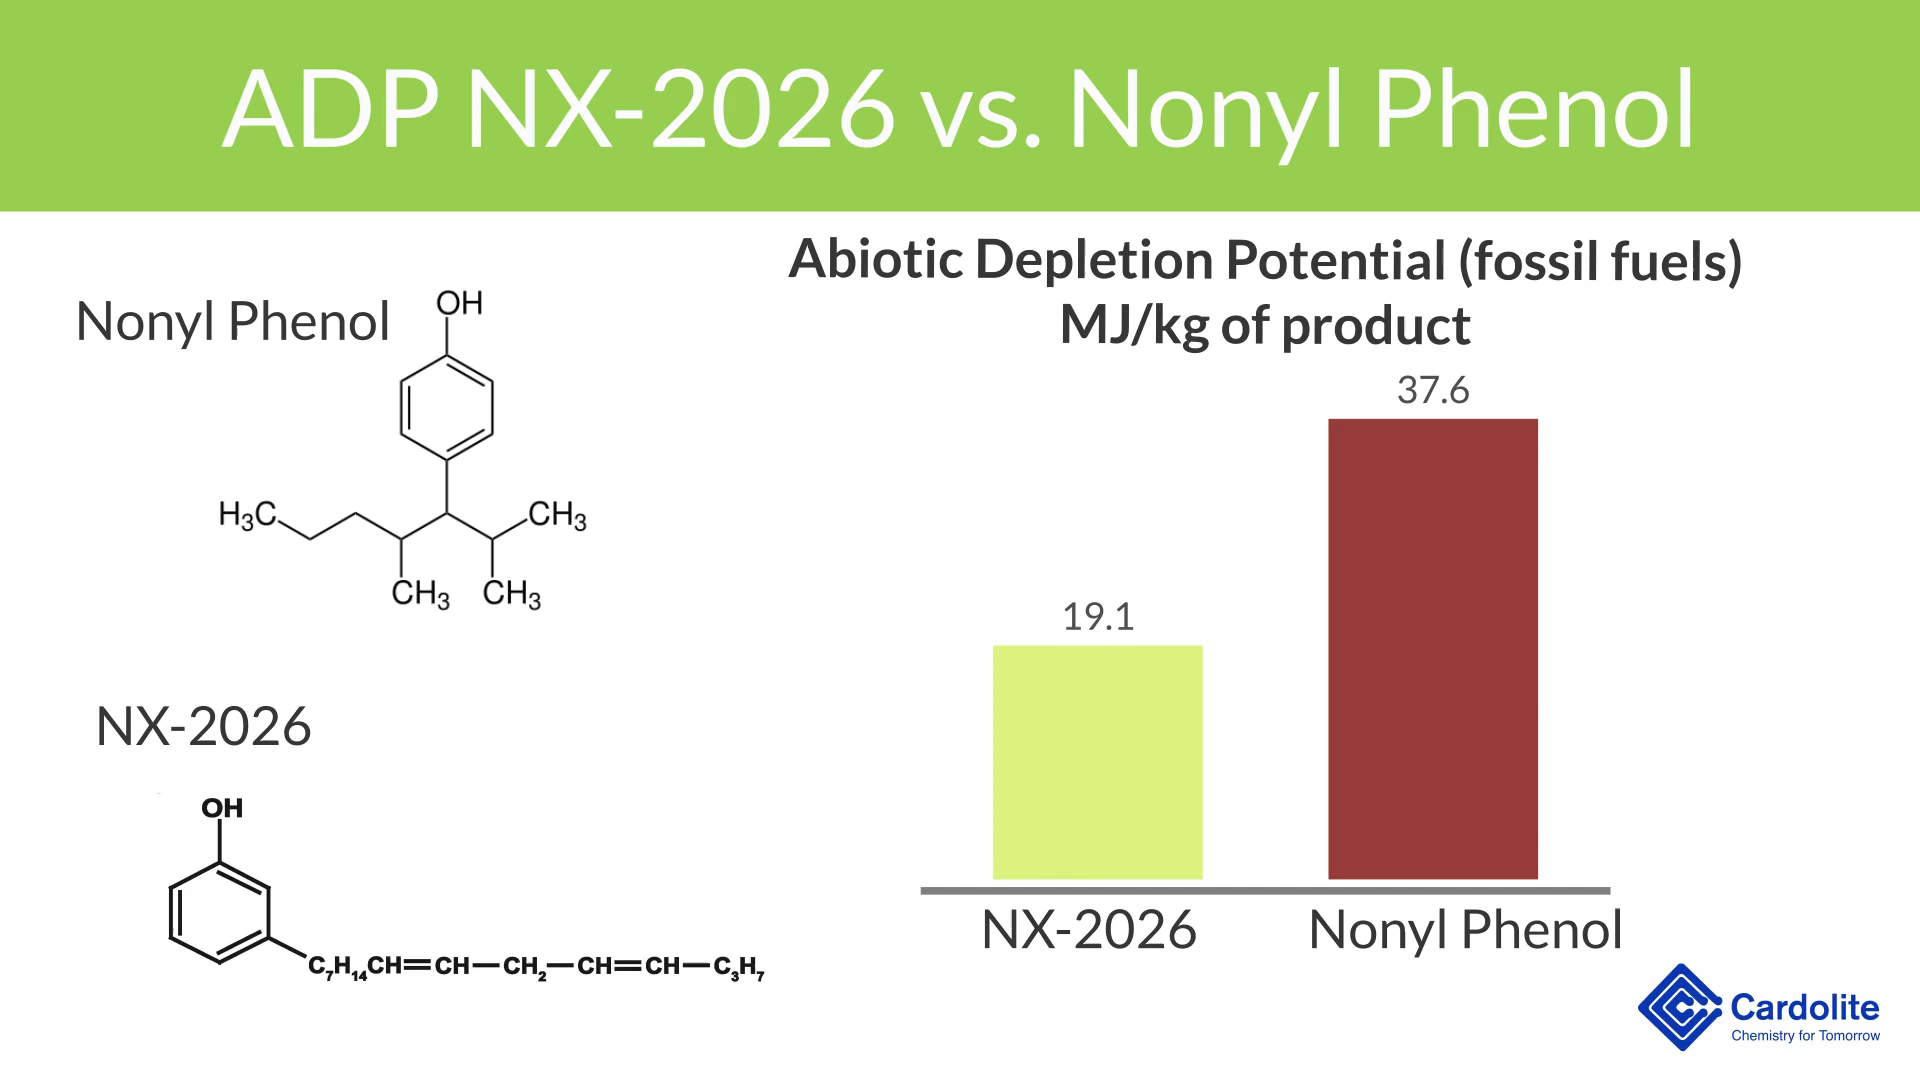 ADP NX-2026 vs. Nonyl Phenol
Nonyl Phenol
OH
H3C
CH3
CH3
CH3
NX-2026
OH
C7H14CH=CH—CH2—CH=CH—C3H7
Abiotic Depletion Potential (fossil fuels)
MJ/kg of product
37.6
19.1
NX-2026
Nonyl Phenol
Cardolite
Chemistry for Tomorrow